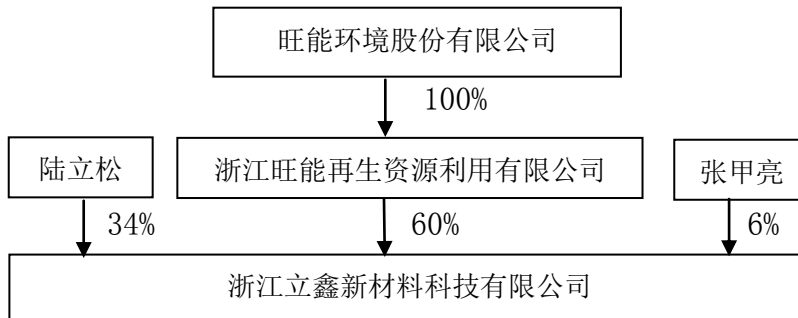 旺能环境股份有限公司
100%
陆立松
浙江旺能再生资源利用有限公司
张甲亮
34%
60%
6%
浙江立鑫新材料科技有限公司